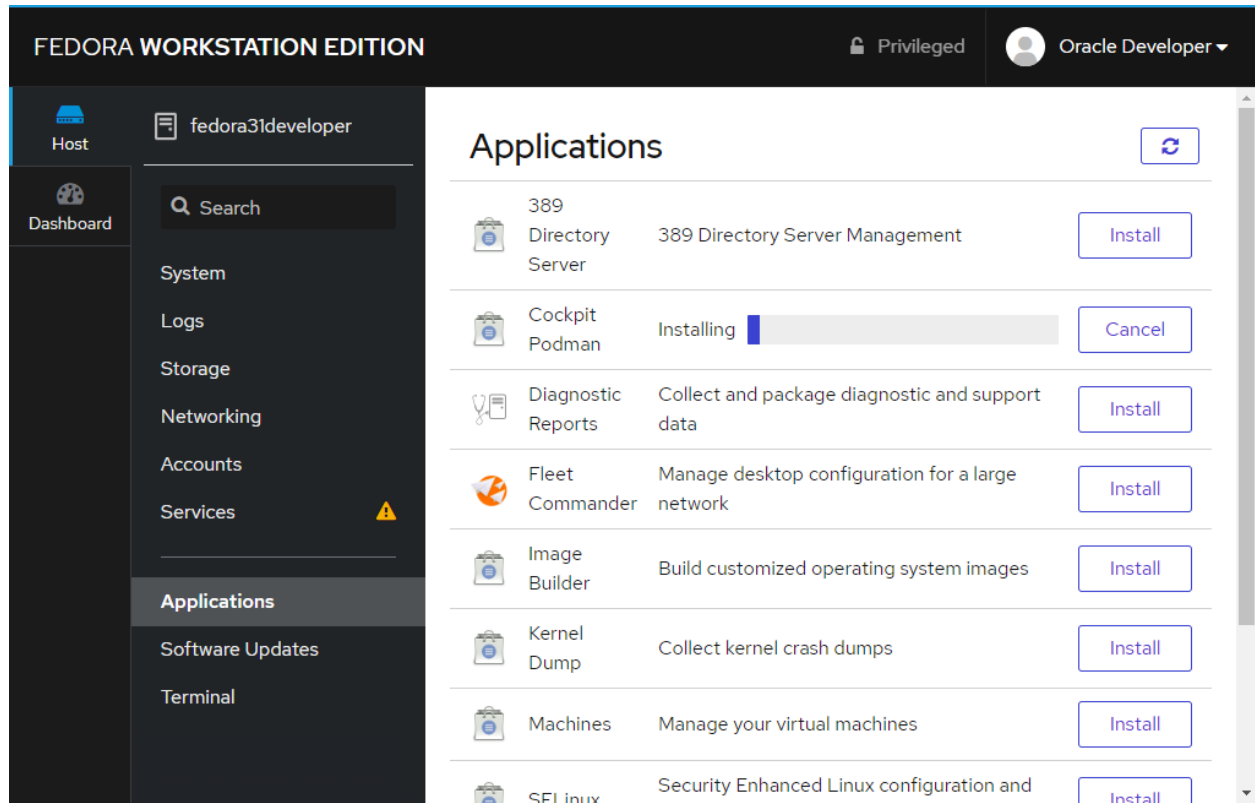 FEDORA WORKSTATION EDITION
Privileged
Oracle Developer
Host
Dashboard
fedora31developer
Search
System
Logs
Storage
Networking
Accounts
Services
Applications
Software Updates
Terminal
Applications
389
Directory
Server
389 Directory Server Management
Install
Cockpit
Podman
Installing
Cancel
Diagnostic
Reports
Collect and package diagnostic and support
data
Install
Fleet
Commander
Manage desktop configuration for a large
network
Install
Image
Builder
Build customized operating system images
Install
Kernel
Dump
Collect kernel crash dumps
Install
Machines
Manage your virtual machines
Install
SELinux
Security Enhanced Linux configuration and
Install